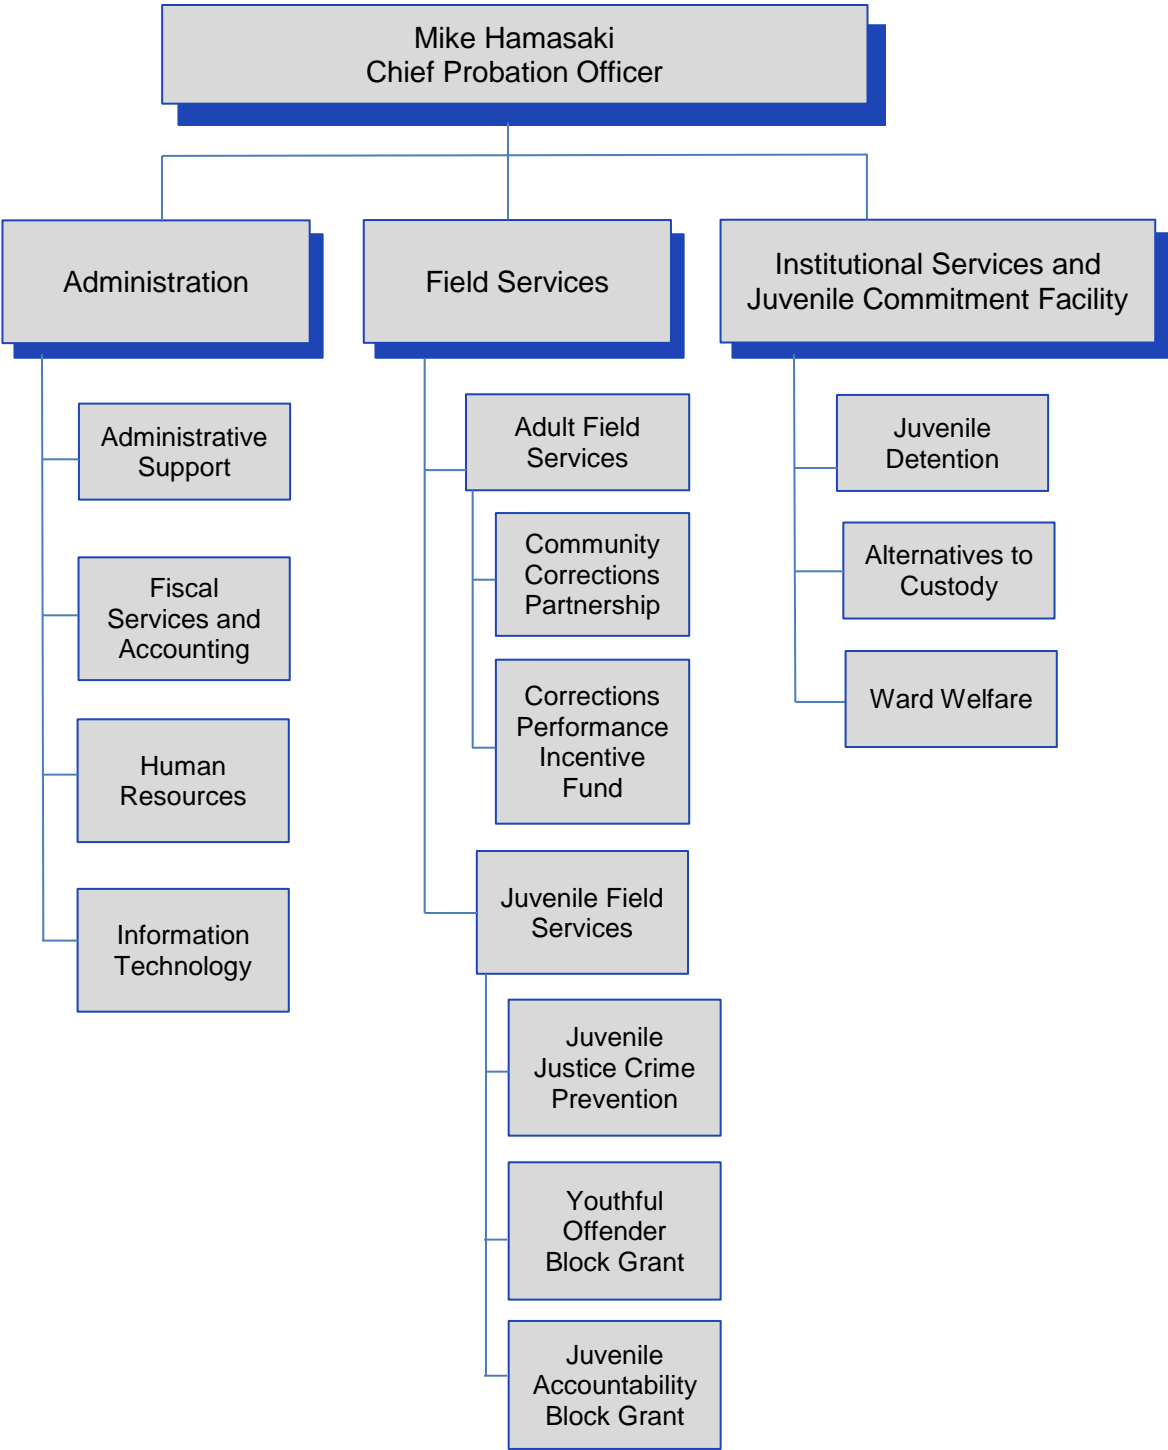 Mike Hamasaki
Chief Probation Officer
Administration
Field Services
Institutional Services and
Juvenile Commitment Facility
Administrative
Support
Fiscal
Services and
Accounting
Human
Resources
Information
Technology
Adult Field
Services
Community
Corrections
Partnership
Corrections
Performance
Incentive
Fund
Juvenile Field
Services
Juvenile
Justice Crime
Prevention
Youthful
Offender
Block Grant
Juvenile
Accountability
Block Grant
Juvenile
Detention
Alternatives to
Custody
Ward Welfare